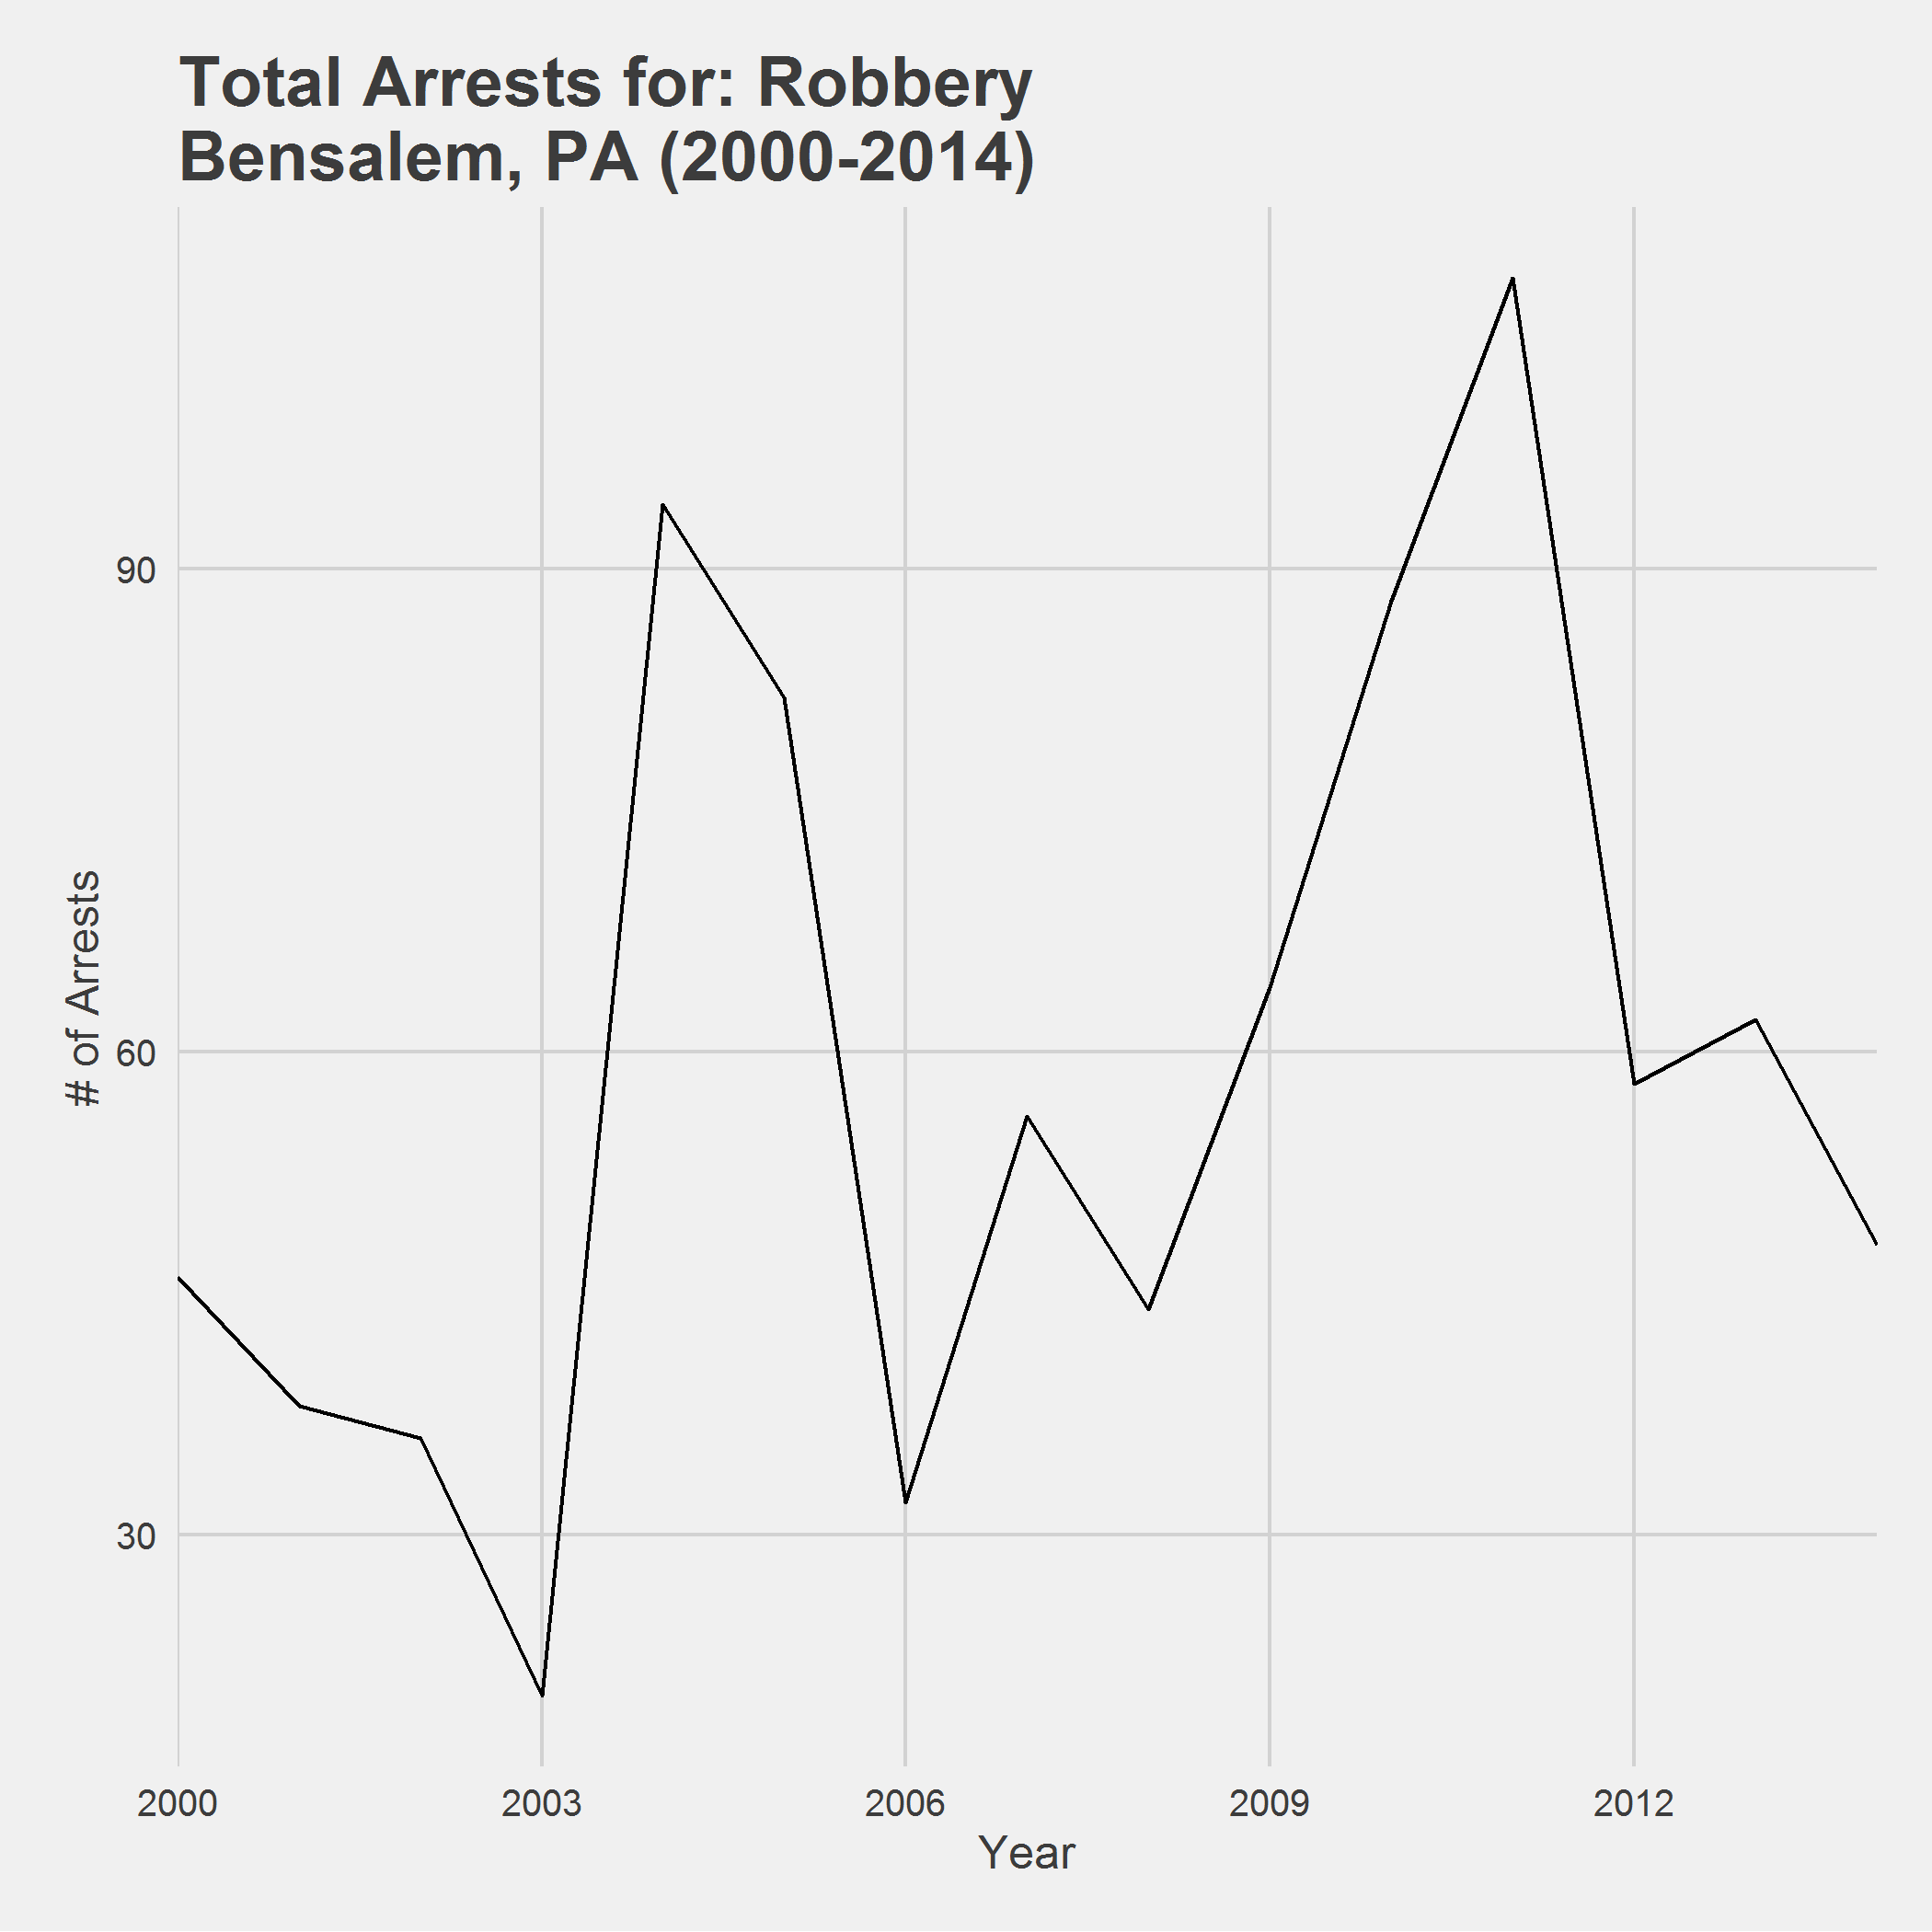 Total Arrests for: Robbery
Bensalem, PA (2000-2014)
# of Arrests
90
60
30
2000 2003 2006 2009 2012
Year